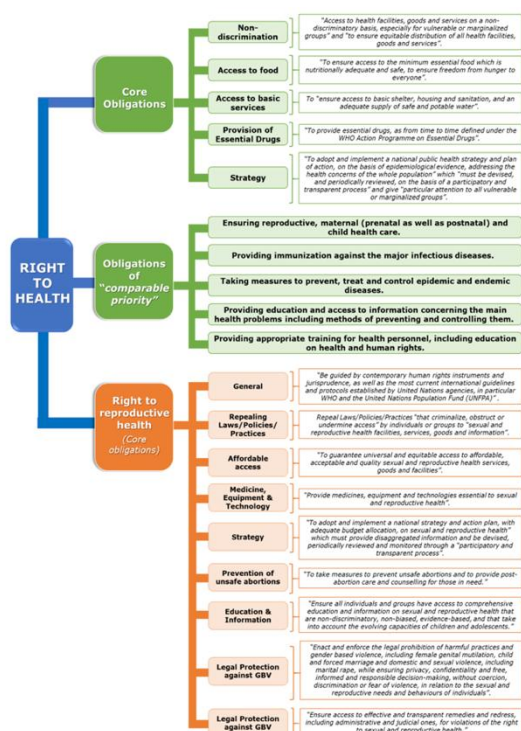 RIGHT
TO
HEALTH
Core
Obligations
Non-
discrimination
"Access to health facilities, goods and services on a non-
discriminatory basis, especially for vulnerable or marginalized
groups" and "to ensure equitable distribution of all health facilities,
goods and services".
Access to food
"To ensure access to the minimum essential food which is
nutritionally adequate and safe, to ensure freedom from hunger to
everyone".
Access to basic
services
To "ensure access to basic shelter, housing and sanitation, and an
adequate supply of safe and potable water".
Provision of
Essential Drugs
"To provide essential drugs, as from time to time defined under the
WHO Action Programme on Essential Drugs".
Strategy
"To adopt and implement a national public health strategy and plan
of action, on the basis of epidemiological evidence, addressing the
health concerns of the whole population" which "must be devised,
and periodically reviewed, on the basis of a participatory and
transparent process" and give "particular attention to all vulnerable
or marginalized groups".
Obligations
of
"comparable
priority"
Ensuring reproductive, maternal (prenatal as well as postnatal) and
child health care.
Providing immunization against the major infectious diseases.
Taking measures to prevent, treat and control epidemic and endemic
diseases.
Providing education and access to information concerning the main
health problems including methods of preventing and controlling them.
Providing appropriate training for health personnel, including education
on health and human rights.
Right to
reproductive
health
(Core
obligations)
General
"Be guided by contemporary human rights instruments and
jurisprudence, as well as the most current international guidelines
and protocols established by United Nations agencies, in particular
WHO and the United Nations Population Fund (UNFPA)" .
Repealing
Laws/Policies/
Practices
Repeal Laws/Policies/Practices "that criminalize, obstruct or
undermine access" by individuals or groups to "sexual and
reproductive health facilities, services, goods and information".
Affordable
access
"To guarantee universal and equitable access to affordable,
acceptable and quality sexual and reproductive health services,
goods and facilities".
Medicine,
Equipment &
Technology
"Provide medicines, equipment and technologies essential to sexual
and reproductive health".
Strategy
"To adopt and implement a national strategy and action plan, with
adequate budget allocation, on sexual and reproductive health"
which must provide disaggregated information and be devised,
periodically reviewed and monitored through a "participatory and
transparent process".
Prevention of
unsafe abortions
"To take measures to prevent unsafe abortions and to provide post-
abortion care and counselling for those in need."
Education &
Information
"Ensure all individuals and groups have access to comprehensive
education and information on sexual and reproductive health that
are non-discriminatory, non-biased, evidence-based, and that take
into account the evolving capacities of children and adolescents.
Legal Protection
against GBV
"Enact and enforce the legal prohibition of harmful practices and
gender based violence, including female genital mutilation, child
and forced marriage and domestic and sexual violence, including
marital rape, while ensuring privacy, confidentiality and free,
informed and responsible decision-making, without coercion,
discrimination or fear of violence, in relation to the sexual and
reproductive needs and behaviours of individuals".
Legal Protection
against GBV
"Ensure access to effective and transparent remedies and redress,
including administrative and judicial ones, for violations of the right
to sexual and reproductive health."